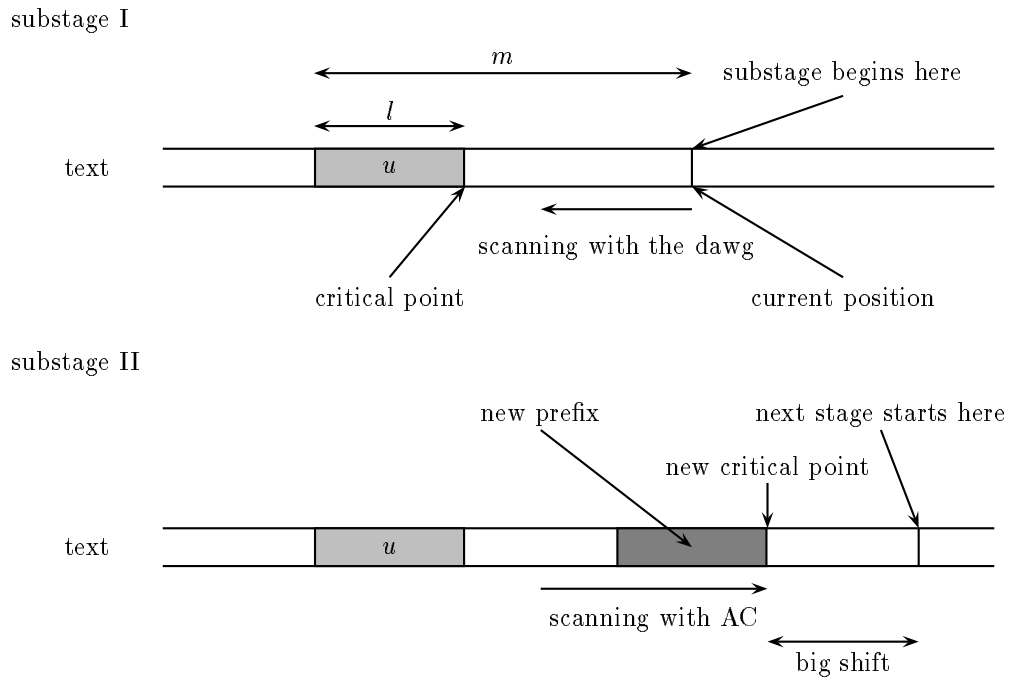 substage I
m
substage begins here
l
text
u
scanning with the dawg
critical point
current position
substage II
new prefix
next stage starts here
new critical point
text
u
scanning with AC
big shift